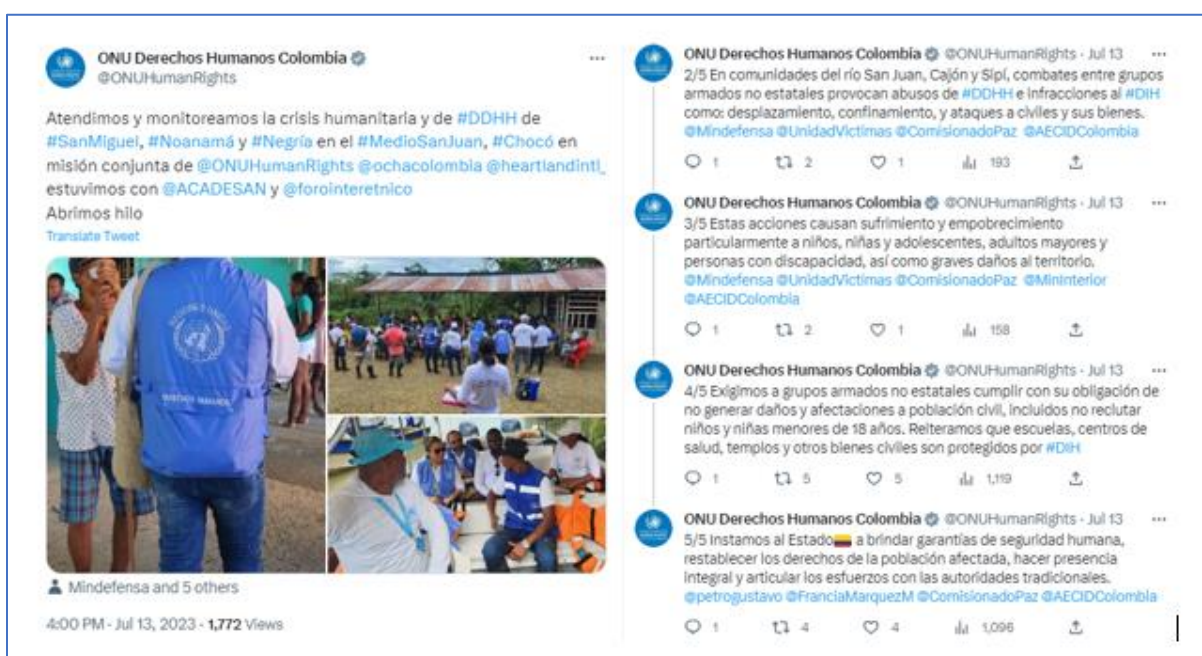 ONU Derechos Humanos Colombia
@ONUHumanRights
Atendimos y monitoreamos la crisis humanitaria y de #DDHH de
#SanMiguel, #Noanamá y #Negría en el #MedioSanJuan, #Chocó en
misión conjunta de @ONUHumanRights @ochacolombia @heartlandintl_
estuvimos con @ACADESAN y @forointeretnico
Abrimos hilo
Translate Tweet
NACIONES UNIDAS
Mindefensa and 5 others
4:00 PM · Jul 13, 2023 · 1,772 Views
ONU Derechos Humanos Colombia @ONUHumanRights · Jul 13
2/5 En comunidades del río San Juan, Cajón y Sipí, combates entre grupos
armados no estatales provocan abusos de #DDHH e infracciones al #DIH
como: desplazamiento, confinamiento, y ataques a civiles y sus bienes.
@Mindefensa @UnidadVictimas @ComisionadoPaz @AECIDColombia
1 2 1 193
ONU Derechos Humanos Colombia @ONUHumanRights · Jul 13
3/5 Estas acciones causan sufrimiento y empobrecimiento
particularmente a niños, niñas y adolescentes, adultos mayores y
personas con discapacidad, así como graves daños al territorio.
@Mindefensa @UnidadVictimas @ComisionadoPaz @MinInterior
@AECIDColombia
1 2 1 158
ONU Derechos Humanos Colombia @ONUHumanRights · Jul 13
4/5 Exigimos a grupos armados no estatales cumplir con su obligación de
no generar daños y afectaciones a población civil, incluidos no reclutar
niños y niñas menores de 18 años. Reiteramos que escuelas, centros de
salud, templos y otros bienes civiles son protegidos por #DIH
1 5 5 1,119
ONU Derechos Humanos Colombia @ONUHumanRights · Jul 13
5/5 Instamos al Estado🇨🇴 a brindar garantías de seguridad humana,
restablecer los derechos de la población afectada, hacer presencia
integral y articular los esfuerzos con las autoridades tradicionales.
@petrogustavo @FranciaMarquezM @ComisionadoPaz @AECIDColombia
1 4 4 1,096